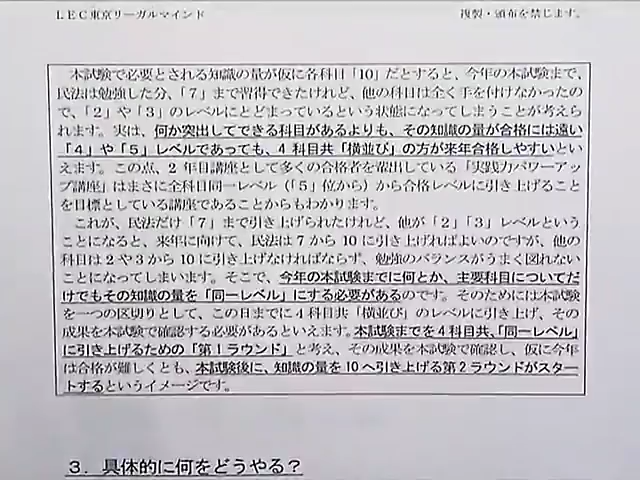 LEC東京リーガルマインド
複製・頒布を禁じます。
本試験で必要とされる知識の量が仮に各科目「10」だとすると、今年の本試験まで、
民法は勉強した分、「7」まで習得できたけれど、他の科目は全く手を付けなかったの
で、「2」や「3」のレベルにとどまっているという状態になってしまうことが考えら
れます。実は、何か突出してできる科目があるよりも、その知識の量が合格には遠い
「4」や「5」レベルであっても、4科目共「横並び」の方が来年合格しやすいといえ
ます。この点、2年目講座として多くの合格者を輩出している「実践力パワーアッ
プ講座」はまさに全科目同一レベル(「5」位から)から合格レベルに引き上げること
を目標としている講座であることからもわかります。
これが、民法だけ「7」まで引き上げられたけれど、他が「2」「3」レベルという
ことになると、来年に向けて、民法は7から10に引き上げればよいのですが、他の
科目は2や3から10に引き上げなければならず、勉強のバランスがうまく図れない
ことになってしまいます。そこで、今年の本試験までに何とか、主要科目についてだ
けでもその知識の量を「同一レベル」にする必要があるのです。そのためには本試験
を一つの区切りとして、この日までに4科目共「横並び」のレベルに引き上げ、その
成果を本試験で確認する必要があるといえます。本試験までを4科目共、「同一レベル」
に引き上げるための「第1ラウンド」と考え、その成果を本試験で確認し、仮に今年
は合格が難しくとも、本試験後に、知識の量を10へ引き上げる第2ラウンドがスター
トするというイメージです。
3.具体的に何をどうやる?